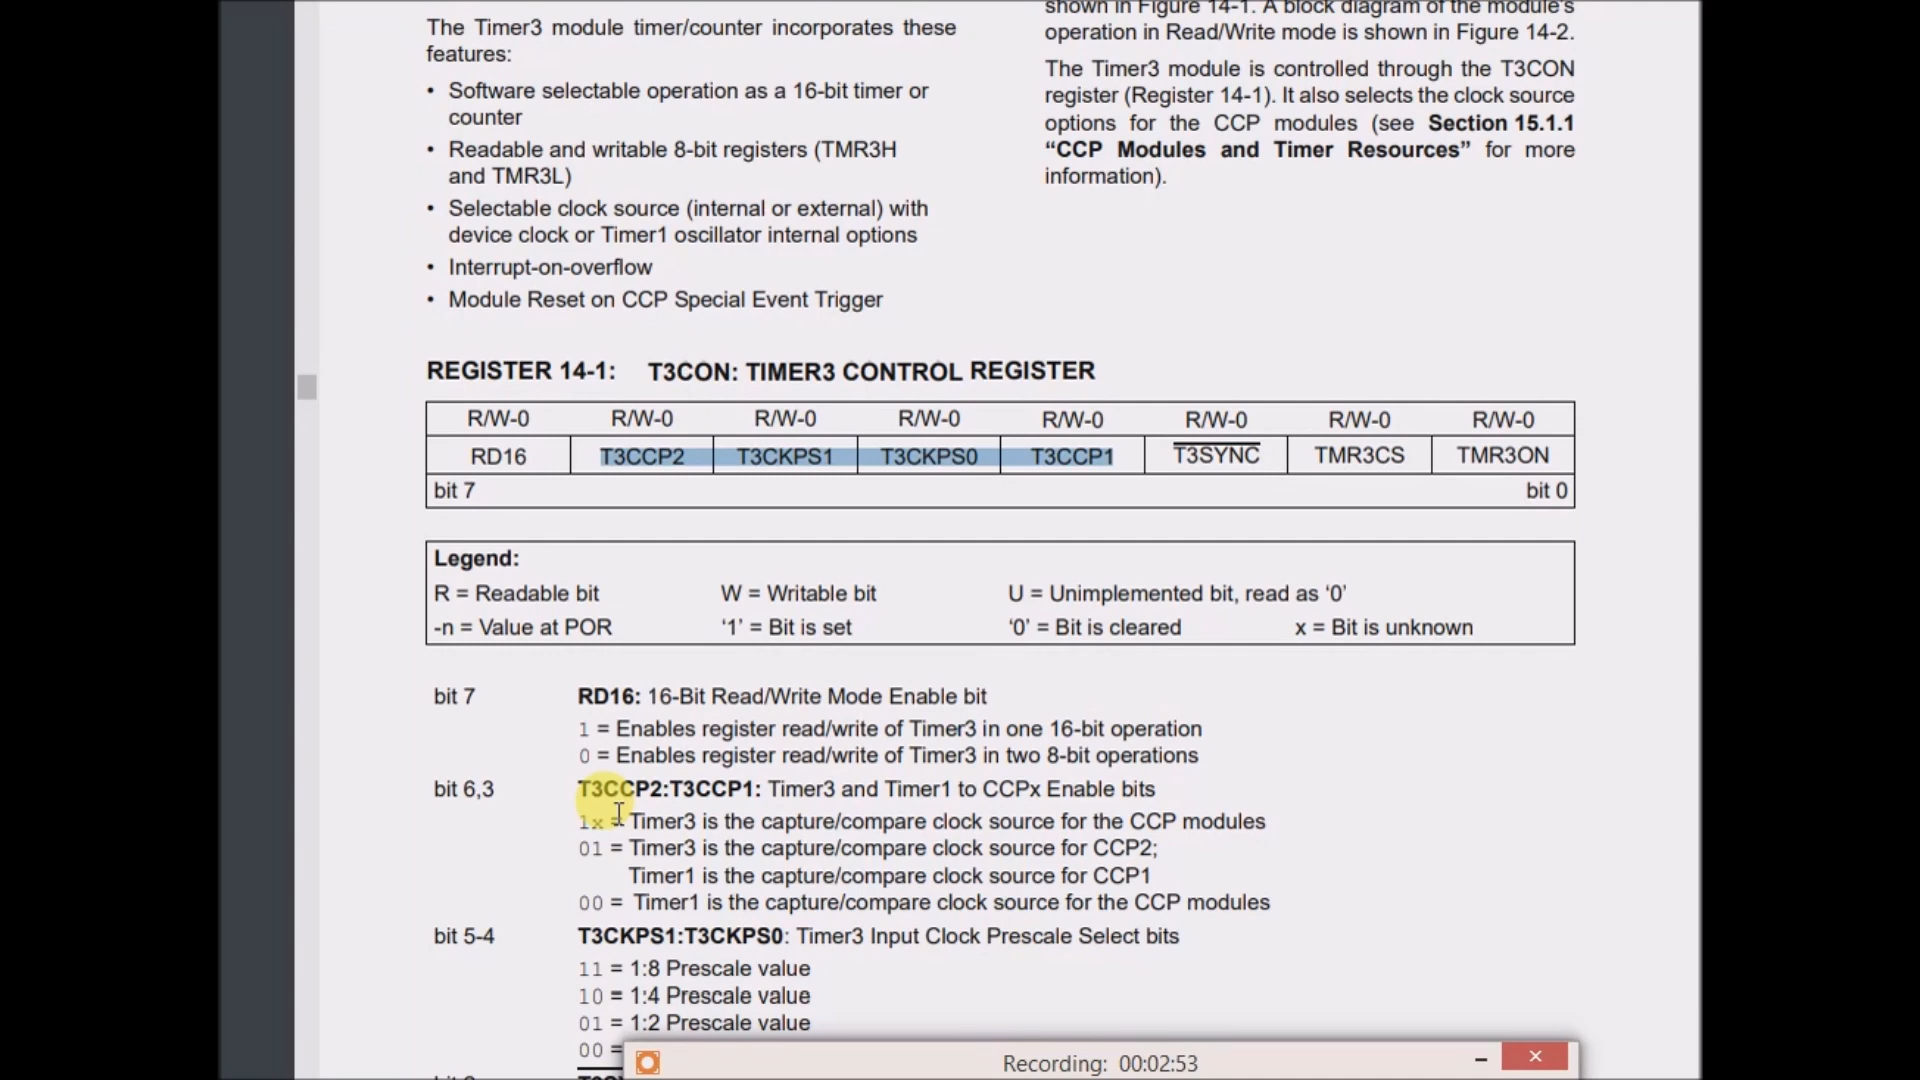 The Timer3 module timer/counter incorporates these
features:
• Software selectable operation as a 16-bit timer or
counter
• Readable and writable 8-bit registers (TMR3H
and TMR3L)
• Selectable clock source (internal or external) with
device clock or Timer1 oscillator internal options
• Interrupt-on-overflow
• Module Reset on CCP Special Event Trigger
shown in Figure 14-1. A block diagram of the module's
operation in Read/Write mode is shown in Figure 14-2.
The Timer3 module is controlled through the T3CON
register (Register 14-1). It also selects the clock source
options for the CCP modules (see Section 15.1.1
“CCP Modules and Timer Resources” for more
information).
REGISTER 14-1: T3CON: TIMER3 CONTROL REGISTER
R/W-0 R/W-0 R/W-0 R/W-0 R/W-0 R/W-0 R/W-0 R/W-0
RD16 T3CCP2 T3CKPS1 T3CKPS0 T3CCP1 T3SYNC TMR3CS TMR3ON
bit 7 bit 0
Legend:
R = Readable bit W = Writable bit U = Unimplemented bit, read as ‘0’
-n = Value at POR ‘1’ = Bit is set ‘0’ = Bit is cleared x = Bit is unknown
bit 7 RD16: 16-Bit Read/Write Mode Enable bit
1 = Enables register read/write of Timer3 in one 16-bit operation
0 = Enables register read/write of Timer3 in two 8-bit operations
bit 6,3 T3CCP2:T3CCP1: Timer3 and Timer1 to CCPx Enable bits
1x = Timer3 is the capture/compare clock source for the CCP modules
01 = Timer3 is the capture/compare clock source for CCP2;
Timer1 is the capture/compare clock source for CCP1
00 = Timer1 is the capture/compare clock source for the CCP modules
bit 5-4 T3CKPS1:T3CKPS0: Timer3 Input Clock Prescale Select bits
11 = 1:8 Prescale value
10 = 1:4 Prescale value
01 = 1:2 Prescale value
00 =
Recording: 00:02:53